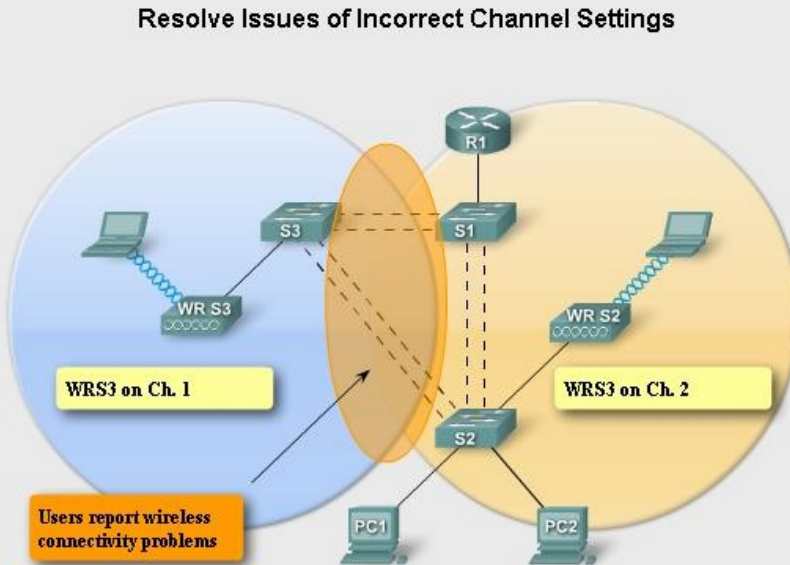 Resolve Issues of Incorrect Channel Settings
R1
S3
S1
WR S3
WR S2
WRS3 on Ch. 1
WRS3 on Ch. 2
S2
Users report wireless
connectivity problems
PC1
PC2